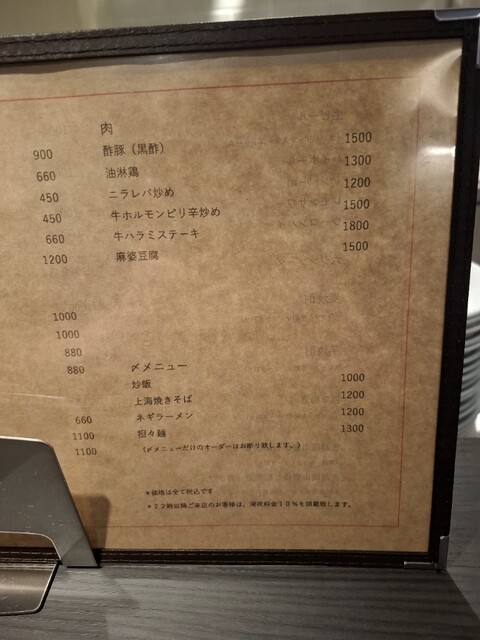 900
660
450
450
660
1200
1000
1000
880
880
660
1100
1100
肉
酢豚（黒酢） 1500
油淋鶏 1300
ニラレバ炒め 1200
牛ホルモンピリ辛炒め 1500
牛ハラミステーキ 1800
麻婆豆腐 1500
〆メニュー
炒飯 1000
上海焼きそば 1200
ネギラーメン 1200
担々麺 1300
（〆メニューだけのオーダーはお断り致します。）
＊価格は全て税込です
＊２２時以降ご来店のお客様は、深夜料金１０％を頂戴致します。